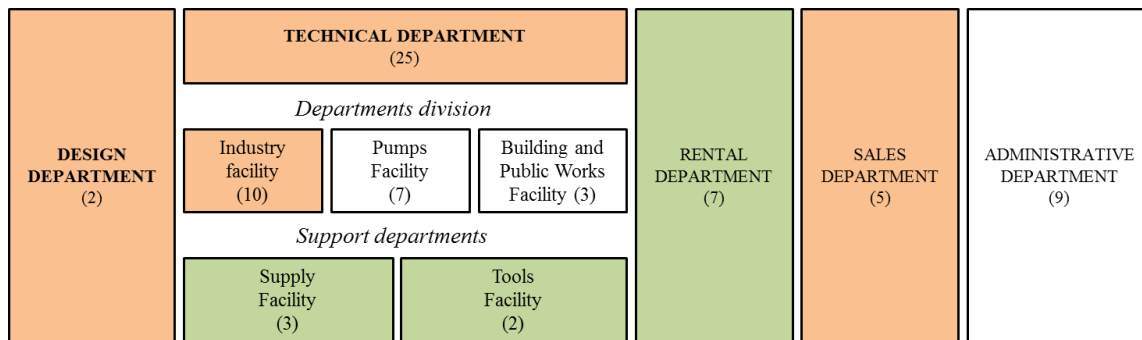 DESIGN
DEPARTMENT
(2)
TECHNICAL DEPARTMENT
(25)
Departments division
Industry
facility
(10)
Pumps
Facility
(7)
Building and
Public Works
Facility (3)
Support departments
Supply
Facility
(3)
Tools
Facility
(2)
RENTAL
DEPARTMENT
(7)
SALES
DEPARTMENT
(5)
ADMINISTRATIVE
DEPARTMENT
(9)